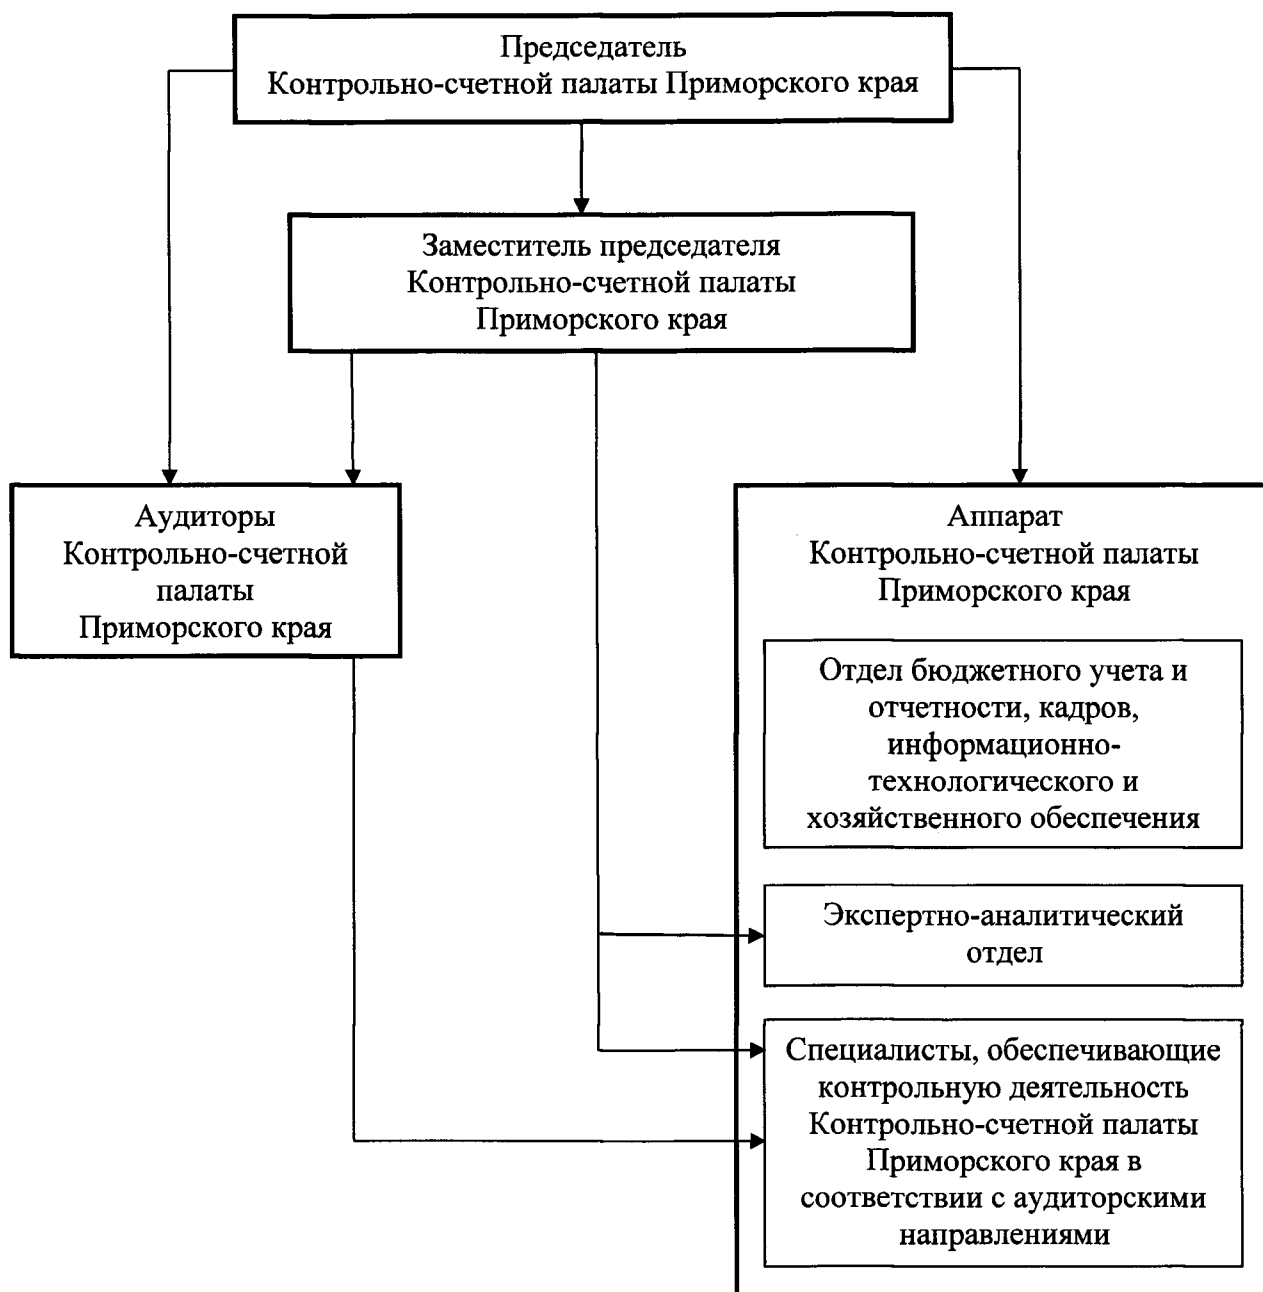 Председатель
Контрольно-счетной палаты Приморского края
Заместитель председателя
Контрольно-счетной палаты
Приморского края
Аудиторы
Контрольно-счетной
палаты
Приморского края
Аппарат
Контрольно-счетной палаты
Приморского края
Отдел бюджетного учета и
отчетности, кадров,
информационно-
технологического и
хозяйственного обеспечения
Экспертно-аналитический
отдел
Специалисты, обеспечивающие
контрольную деятельность
Контрольно-счетной палаты
Приморского края в
соответствии с аудиторскими
направлениями